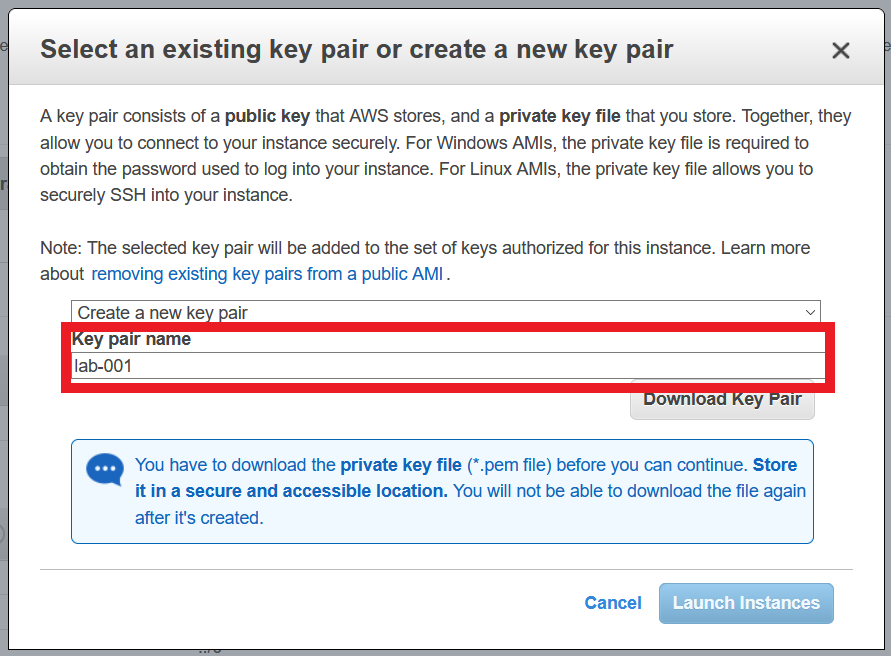 Select an existing key pair or create a new key pair
A key pair consists of a public key that AWS stores, and a private key file that you store. Together, they
allow you to connect to your instance securely. For Windows AMIs, the private key file is required to
obtain the password used to log into your instance. For Linux AMIs, the private key file allows you to
securely SSH into your instance.
Note: The selected key pair will be added to the set of keys authorized for this instance. Learn more
about removing existing key pairs from a public AMI .
Create a new key pair
Key pair name
lab-001
Download Key Pair
You have to download the private key file (*.pem file) before you can continue. Store
it in a secure and accessible location. You will not be able to download the file again
after it's created.
Cancel Launch Instances